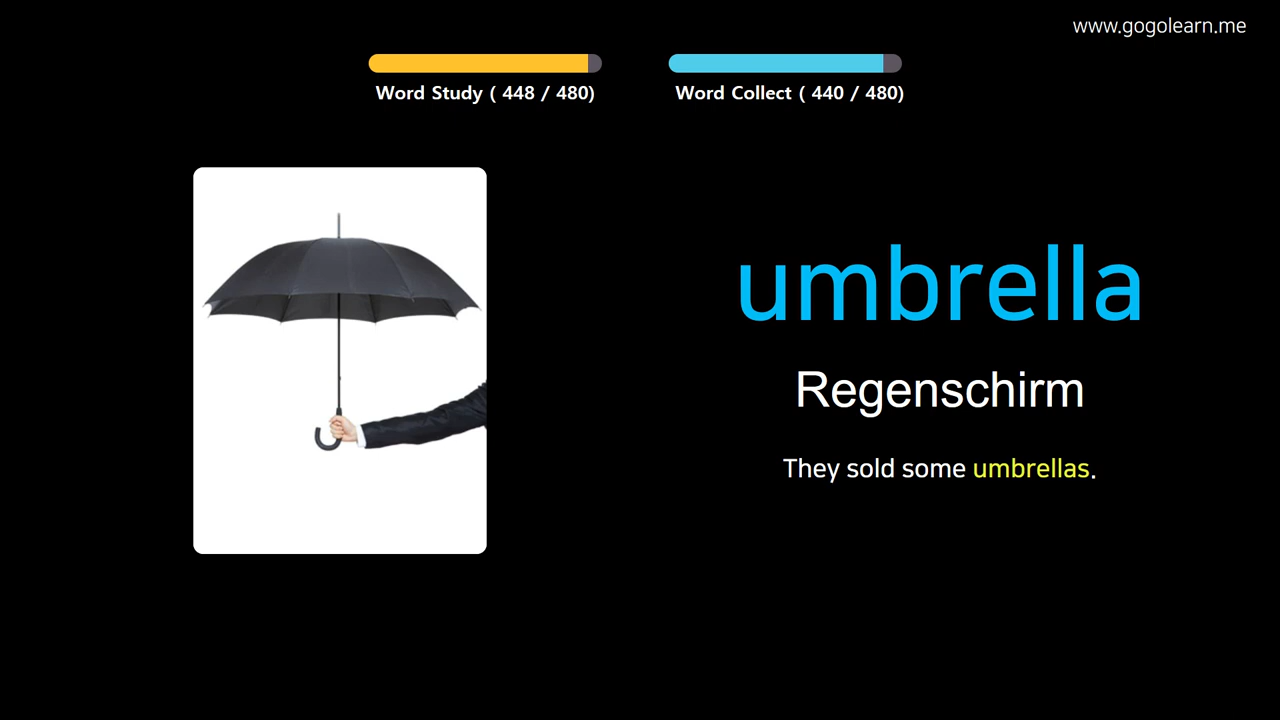 www.gogolearn.me
Word Study ( 448 / 480)
Word Collect ( 440 / 480)
umbrella
Regenschirm
They sold some umbrellas.